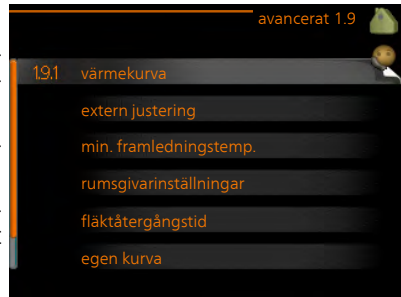 avancerat 1.9
1.9.1 värmekurva
extern justering
min. framledningstemp.
rumsgivarinställningar
fläktåtergångstid
egen kurva